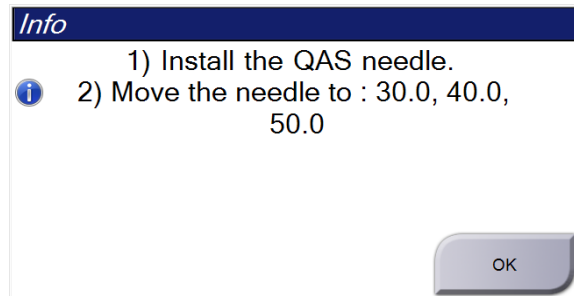 Info
1) Install the QAS needle.
2) Move the needle to : 30.0, 40.0,
50.0
OK